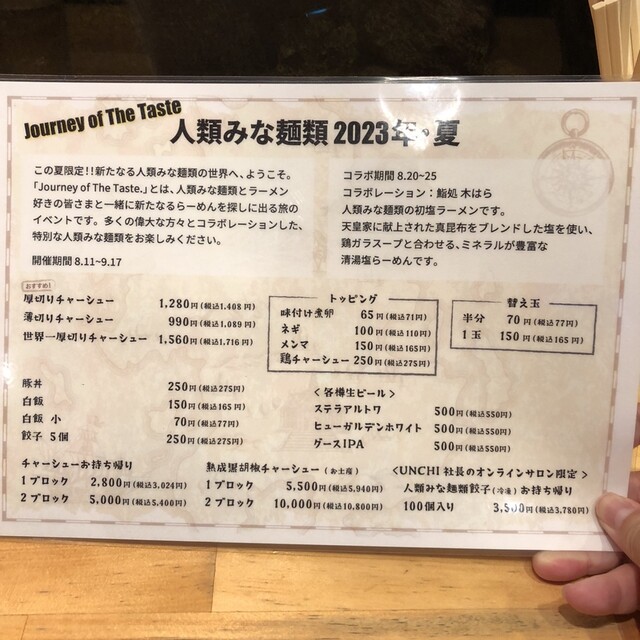 Journey of The Taste
人類みな麺類 2023年・夏
この夏限定!!新たなる人類みな麺類の世界へ、ようこそ。
「Journey of The Taste.」とは、人類みな麺類とラーメン
好きの皆さまと一緒に新たなるらーめんを探しに出る旅の
イベントです。多くの偉大な方々とコラボレーションした、
特別な人類みな麺類をお楽しみください。
開催期間 8.11~9.17
コラボ期間 8.20~25
コラボレーション:鮨処 木はら
人類みな麺類の初塩ラーメンです。
天皇家に献上された真昆布をブレンドした塩を使い、
鶏ガラスープと合わせる、ミネラルが豊富な
清湯塩らーめんです。
おすすめ!
厚切りチャーシュー 1,280円(税込1,408円)
薄切りチャーシュー 990円(税込1,089円)
世界一厚切りチャーシュー 1,560円(税込1,716円)
トッピング
味付け煮卵 65円(税込71円)
ネギ 100円(税込110円)
メンマ 150円(税込165円)
鶏チャーシュー 250円(税込275円)
替え玉
半分 70円(税込77円)
1玉 150円(税込165円)
豚丼 250円(税込275円)
白飯 150円(税込165円)
白飯 小 70円(税込77円)
餃子 5個 250円(税込275円)
<各樽生ビール>
ステラアルトワ 500円(税込550円)
ヒューガルデンホワイト 500円(税込550円)
グースIPA 500円(税込550円)
チャーシューお持ち帰り
1ブロック 2,800円(税込3,024円)
2ブロック 5,000円(税込5,400円)
熟成黒胡椒チャーシュー(お土産)
1ブロック 5,500円(税込5,940円)
2ブロック 10,000円(税込10,800円)
<UNCHI 社長のオンラインサロン限定>
人類みな麺類餃子(冷凍)お持ち帰り
100個入り 3,500円(税込3,780円)